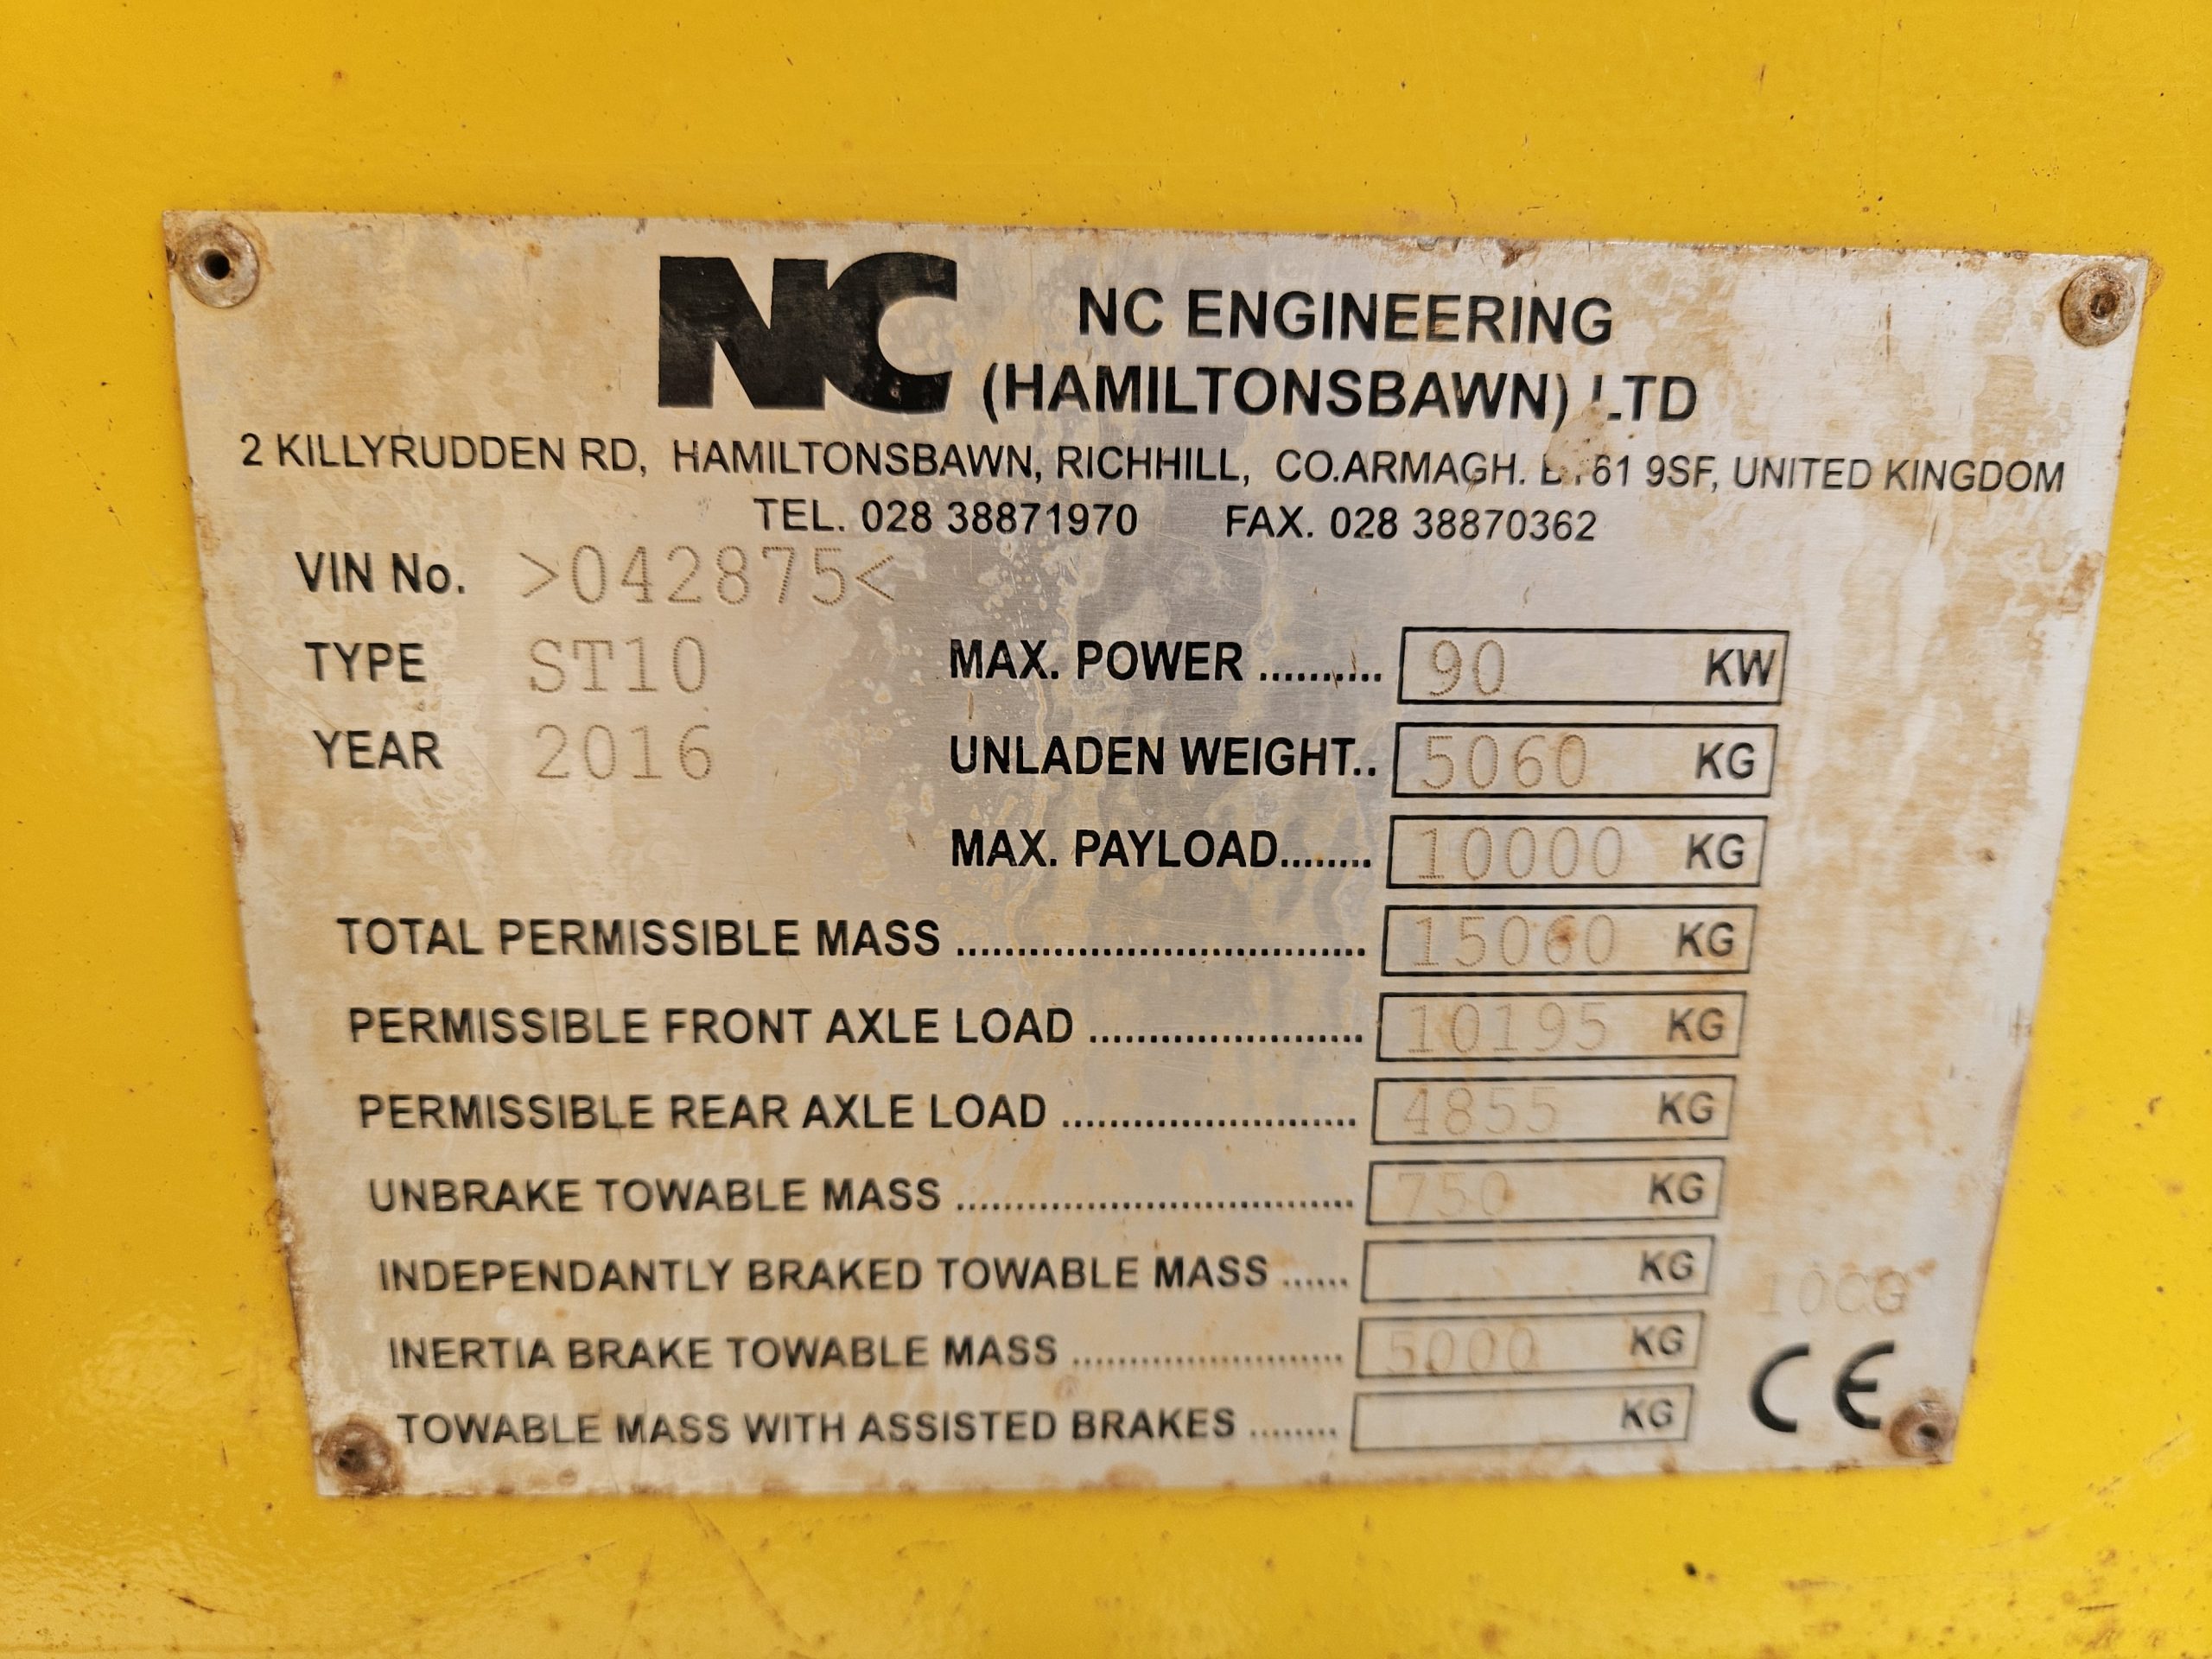 NC NC ENGINEERING
(HAMILTONSBAWN) LTD
2 KILLYRUDDEN RD, HAMILTONSBAWN, RICHHILL, CO.ARMAGH. BT61 9SF, UNITED KINGDOM
TEL. 028 38871970 FAX. 028 38870362
VIN No. >042875<
TYPE ST10 MAX. POWER .......... 90 KW
YEAR 2016 UNLADEN WEIGHT.. 5060 KG
MAX. PAYLOAD........ 10000 KG
TOTAL PERMISSIBLE MASS .................................. 15060 KG
PERMISSIBLE FRONT AXLE LOAD ....................... 10195 KG
PERMISSIBLE REAR AXLE LOAD ......................... 4855 KG
UNBRAKE TOWABLE MASS .................................. 750 KG
INDEPENDANTLY BRAKED TOWABLE MASS ...... KG
10CG
INERTIA BRAKE TOWABLE MASS ........................ 5000 KG
CE
TOWABLE MASS WITH ASSISTED BRAKES ........ KG